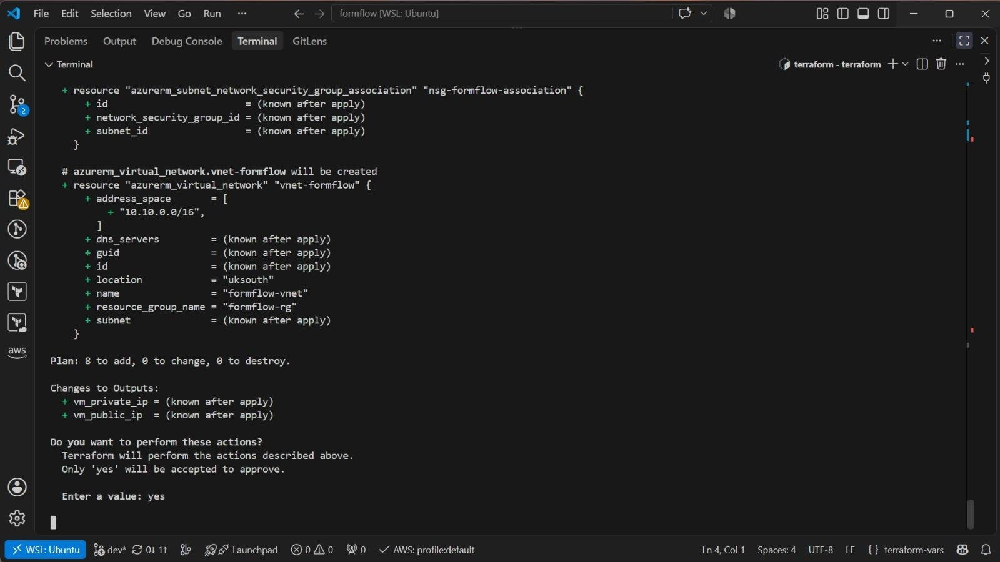 File Edit Selection View Go Run ···
formflow [WSL: Ubuntu]
Problems Output Debug Console Terminal GitLens
Terminal
terraform - terraform
+ resource "azurerm_subnet_network_security_group_association" "nsg-formflow-association" {
+ id = (known after apply)
+ network_security_group_id = (known after apply)
+ subnet_id = (known after apply)
}
# azurerm_virtual_network.vnet-formflow will be created
+ resource "azurerm_virtual_network" "vnet-formflow" {
+ address_space = [
+ "10.10.0.0/16",
]
+ dns_servers = (known after apply)
+ guid = (known after apply)
+ id = (known after apply)
+ location = "uksouth"
+ name = "formflow-vnet"
+ resource_group_name = "formflow-rg"
+ subnet = (known after apply)
}
Plan: 8 to add, 0 to change, 0 to destroy.
Changes to Outputs:
+ vm_private_ip = (known after apply)
+ vm_public_ip = (known after apply)
Do you want to perform these actions?
Terraform will perform the actions described above.
Only 'yes' will be accepted to approve.
Enter a value: yes
2
aws
WSL: Ubuntu dev* 0↓ 1↑ Launchpad 0 0 0 AWS: profile:default Ln 4, Col 1 Spaces: 4 UTF-8 LF { } terraform-vars